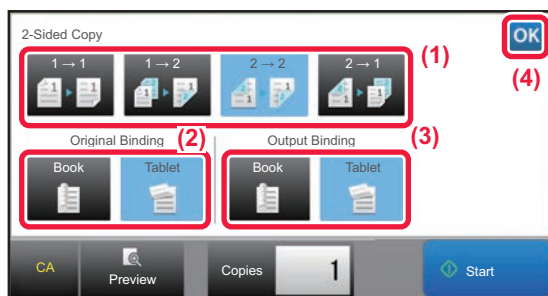 2-Sided Copy
OK
(1)
(4)
1 → 1
1 → 2
2 → 2
2 → 1
Original Binding
(2)
Output Binding
(3)
Book
Tablet
Book
Tablet
CA
Preview
Copies
1
Start